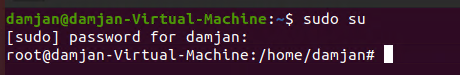 damjan@damjan-Virtual-Machine:~$ sudo su
[sudo] password for damjan:
root@damjan-Virtual-Machine:/home/damjan#